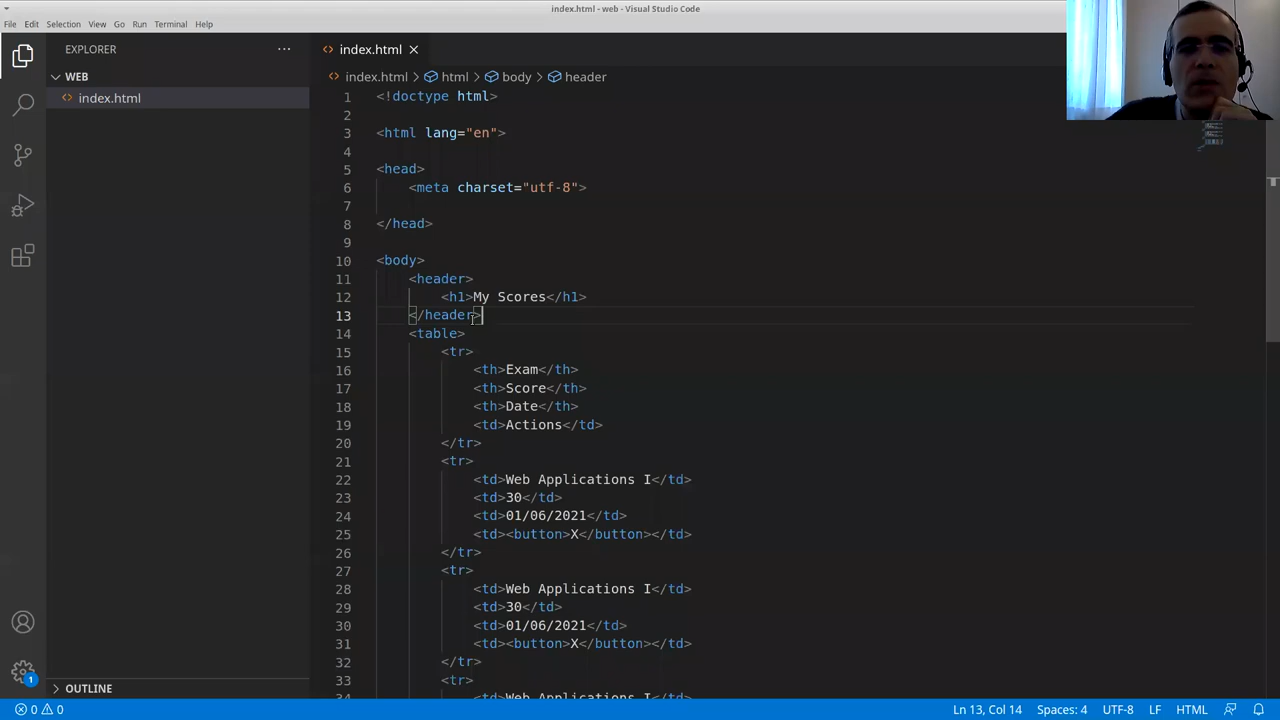 index.html - web - Visual Studio Code
File Edit Selection View Go Run Terminal Help
EXPLORER
WEB
index.html
OUTLINE
index.html
index.html > html > body > header
1 <!doctype html>
2
3 <html lang="en">
4
5 <head>
6 <meta charset="utf-8">
7
8 </head>
9
10 <body>
11 <header>
12 <h1>My Scores</h1>
13 </header>
14 <table>
15 <tr>
16 <th>Exam</th>
17 <th>Score</th>
18 <th>Date</th>
19 <td>Actions</td>
20 </tr>
21 <tr>
22 <td>Web Applications I</td>
23 <td>30</td>
24 <td>01/06/2021</td>
25 <td><button>X</button></td>
26 </tr>
27 <tr>
28 <td>Web Applications I</td>
29 <td>30</td>
30 <td>01/06/2021</td>
31 <td><button>X</button></td>
32 </tr>
33 <tr>
34 <td>Web Applications I</td>
1
0 0 Ln 13, Col 14 Spaces: 4 UTF-8 LF HTML